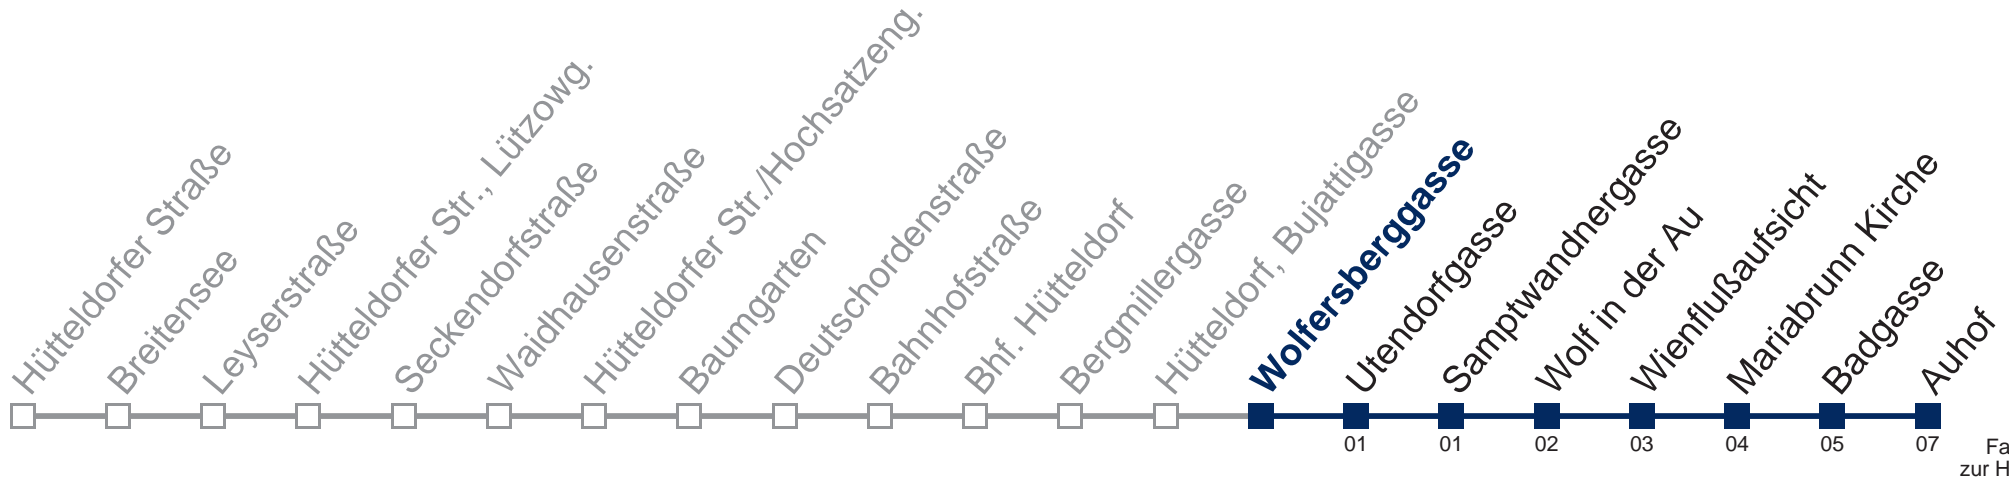 Hütteldorfer Straße
Breitensee
Leyserstraße
Hütteldorfer Str., Lützowg.
Seckendorfstraße
Waidhausenstraße
Hütteldorfer Str./Hochsatzeng.
Baumgarten
Deutschordenstraße
Bahnhofstraße
Bhf. Hütteldorf
Bergmillergasse
Hütteldorf, Bujattigasse
Wolfersberggasse
Utendorfgasse
Samptwandnergasse
Wolf in der Au
Wienflußaufsicht
Mariabrunn Kirche
Badgasse
Auhof
01 01 02 03 04 05 07 Fa
zur H